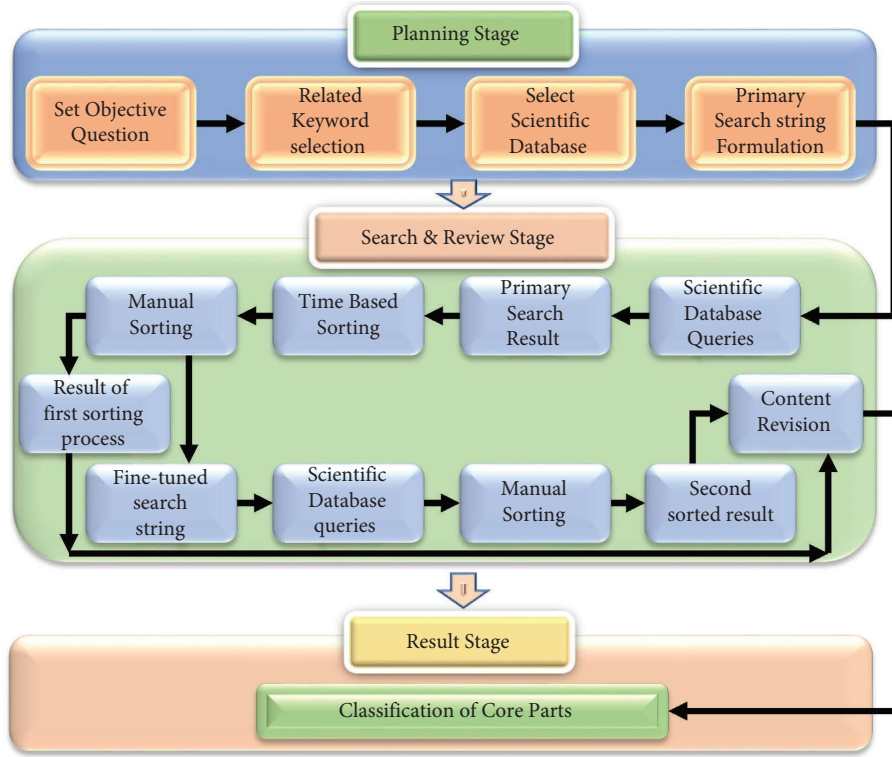 Planning Stage
Set Objective
Question
Related
Keyword
selection
Select
Scientific
Database
Primary
Search string
Formulation
Search & Review Stage
Manual
Sorting
Time Based
Sorting
Primary
Search
Result
Scientific
Database
Queries
Result of
first sorting
process
Content
Revision
Fine-tuned
search
string
Scientific
Database
queries
Manual
Sorting
Second
sorted result
Result Stage
Classification of Core Parts